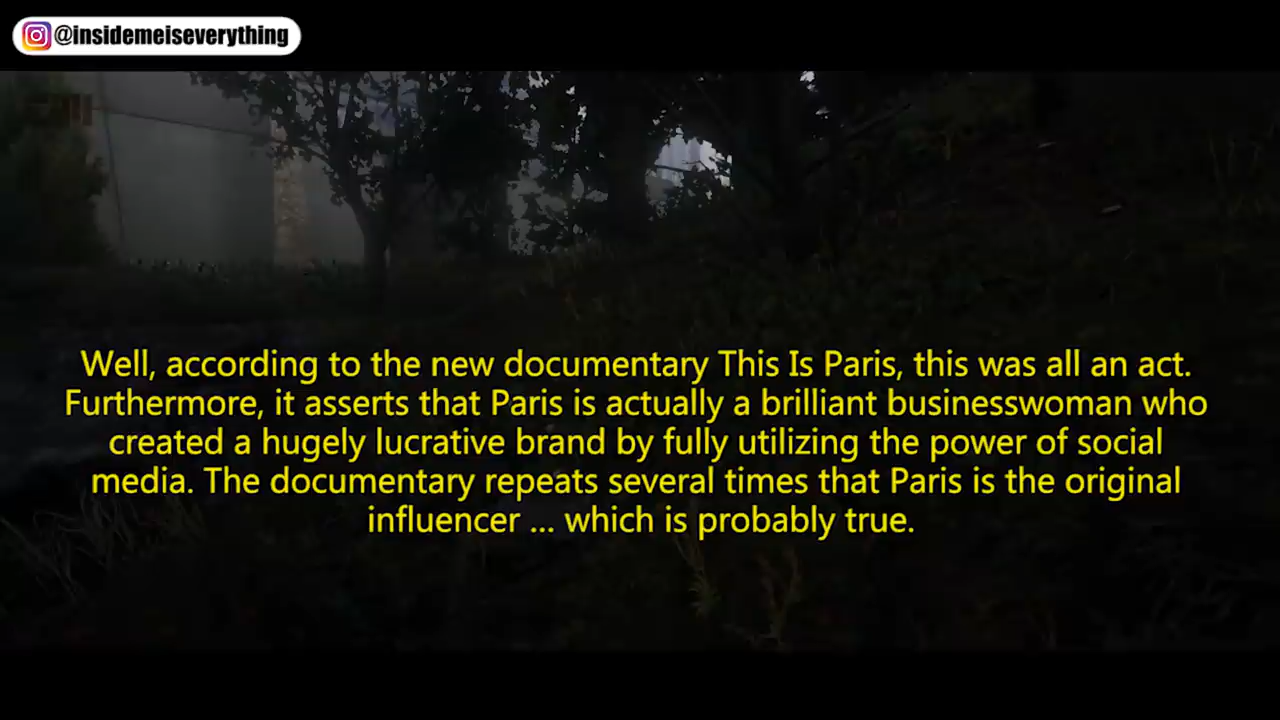 @insidemeiseverything
Well, according to the new documentary This Is Paris, this was all an act.
Furthermore, it asserts that Paris is actually a brilliant businesswoman who
created a hugely lucrative brand by fully utilizing the power of social
media. The documentary repeats several times that Paris is the original
influencer ... which is probably true.